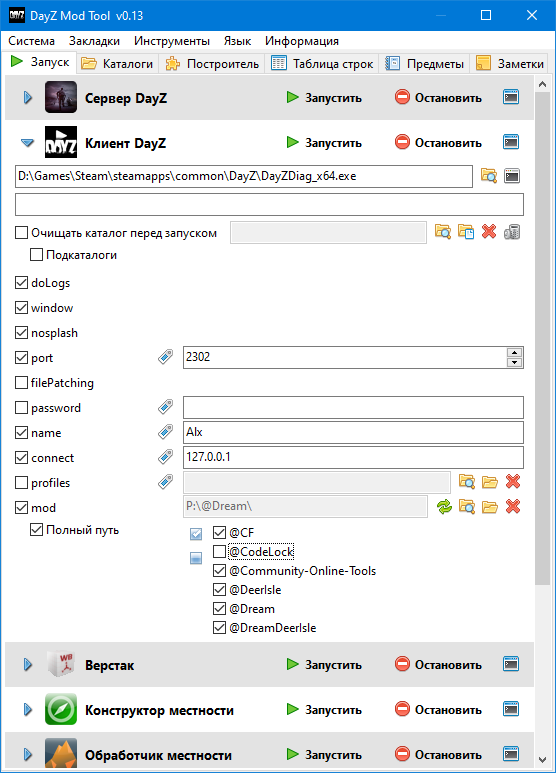 DayZ Mod Tool v0.13
Система Закладки Инструменты Язык Информация
Запуск Каталоги Построитель Таблица строк Предметы Заметки
Сервер DayZ Запустить Остановить
DAYZ Клиент DayZ Запустить Остановить
D:\Games\Steam\steamapps\common\DayZ\DayZDiag_x64.exe
Очищать каталог перед запуском
Подкаталоги
doLogs
window
nosplash
port 2302
filePatching
password
name Alx
connect 127.0.0.1
profiles
mod P:\@Dream\
Полный путь
@CF
@CodeLock
@Community-Online-Tools
@DeerIsle
@Dream
@DreamDeerIsle
WB Верстак Запустить Остановить
Конструктор местности Запустить Остановить
Обработчик местности Запустить Остановить